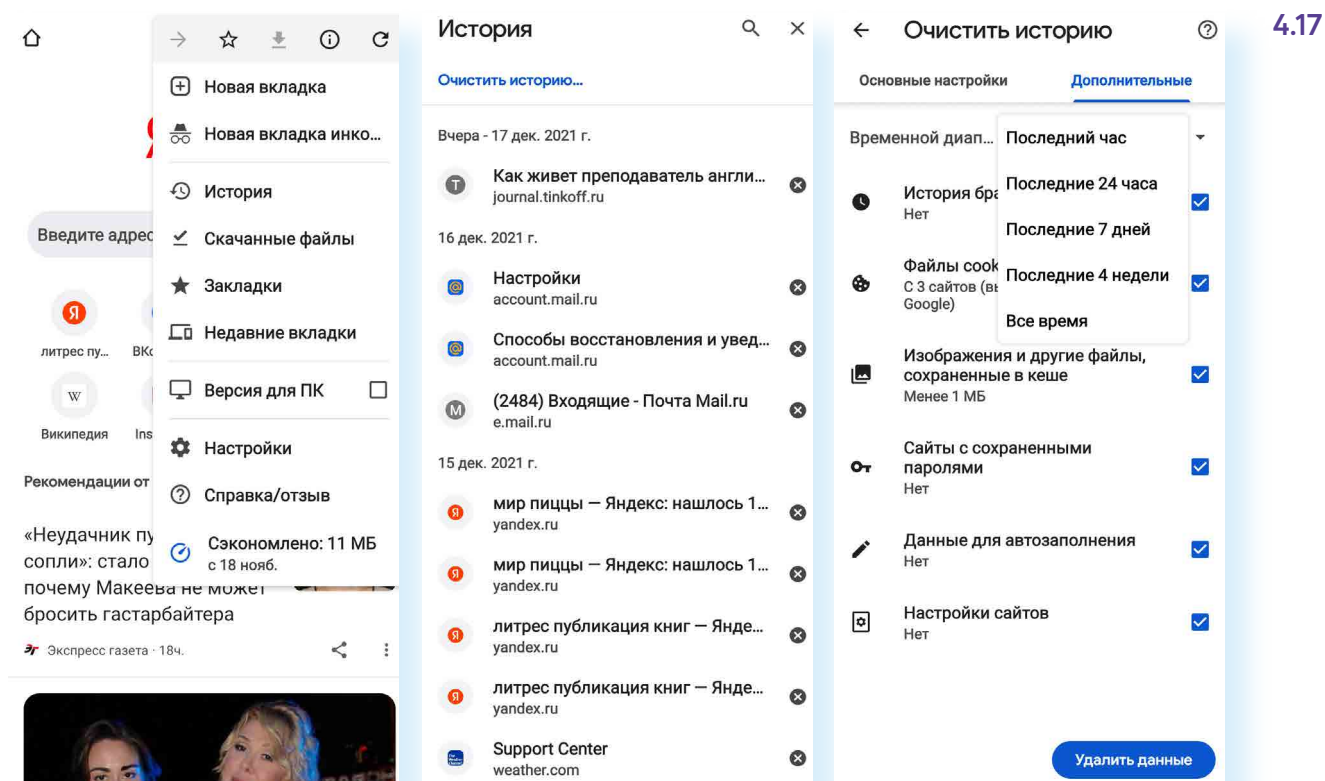 4.17
Новая вкладка
Новая вкладка инко...
История
Скачанные файлы
Закладки
Недавние вкладки
Версия для ПК
Настройки
Справка/отзыв
Сэкономлено: 11 МБ
с 18 нояб.
Я
Введите адрес
Я
литрес пу...
ВКо
W
Википедия
Ins
Рекомендации от
«Неудачник пу
сопли»: стало
почему Макеева не может
бросить гастарбайтера
ЭГ Экспресс газета · 18ч.
История
Очистить историю...
Вчера - 17 дек. 2021 г.
T
Как живет преподаватель англи...
journal.tinkoff.ru
16 дек. 2021 г.
Настройки
account.mail.ru
Способы восстановления и увед...
account.mail.ru
M
(2484) Входящие - Почта Mail.ru
e.mail.ru
15 дек. 2021 г.
Я
мир пиццы — Яндекс: нашлось 1...
yandex.ru
Я
мир пиццы — Яндекс: нашлось 1...
yandex.ru
Я
литрес публикация книг — Янде...
yandex.ru
Я
литрес публикация книг — Янде...
yandex.ru
Support Center
weather.com
Очистить историю
Основные настройки
Дополнительные
Временной диап...
Последний час
Последние 24 часа
Последние 7 дней
Последние 4 недели
Все время
История бра
Нет
Файлы cook
С 3 сайтов (вы
Google)
Изображения и другие файлы,
сохраненные в кеше
Менее 1 МБ
Сайты с сохраненными
паролями
Нет
Данные для автозаполнения
Нет
Настройки сайтов
Нет
Удалить данные